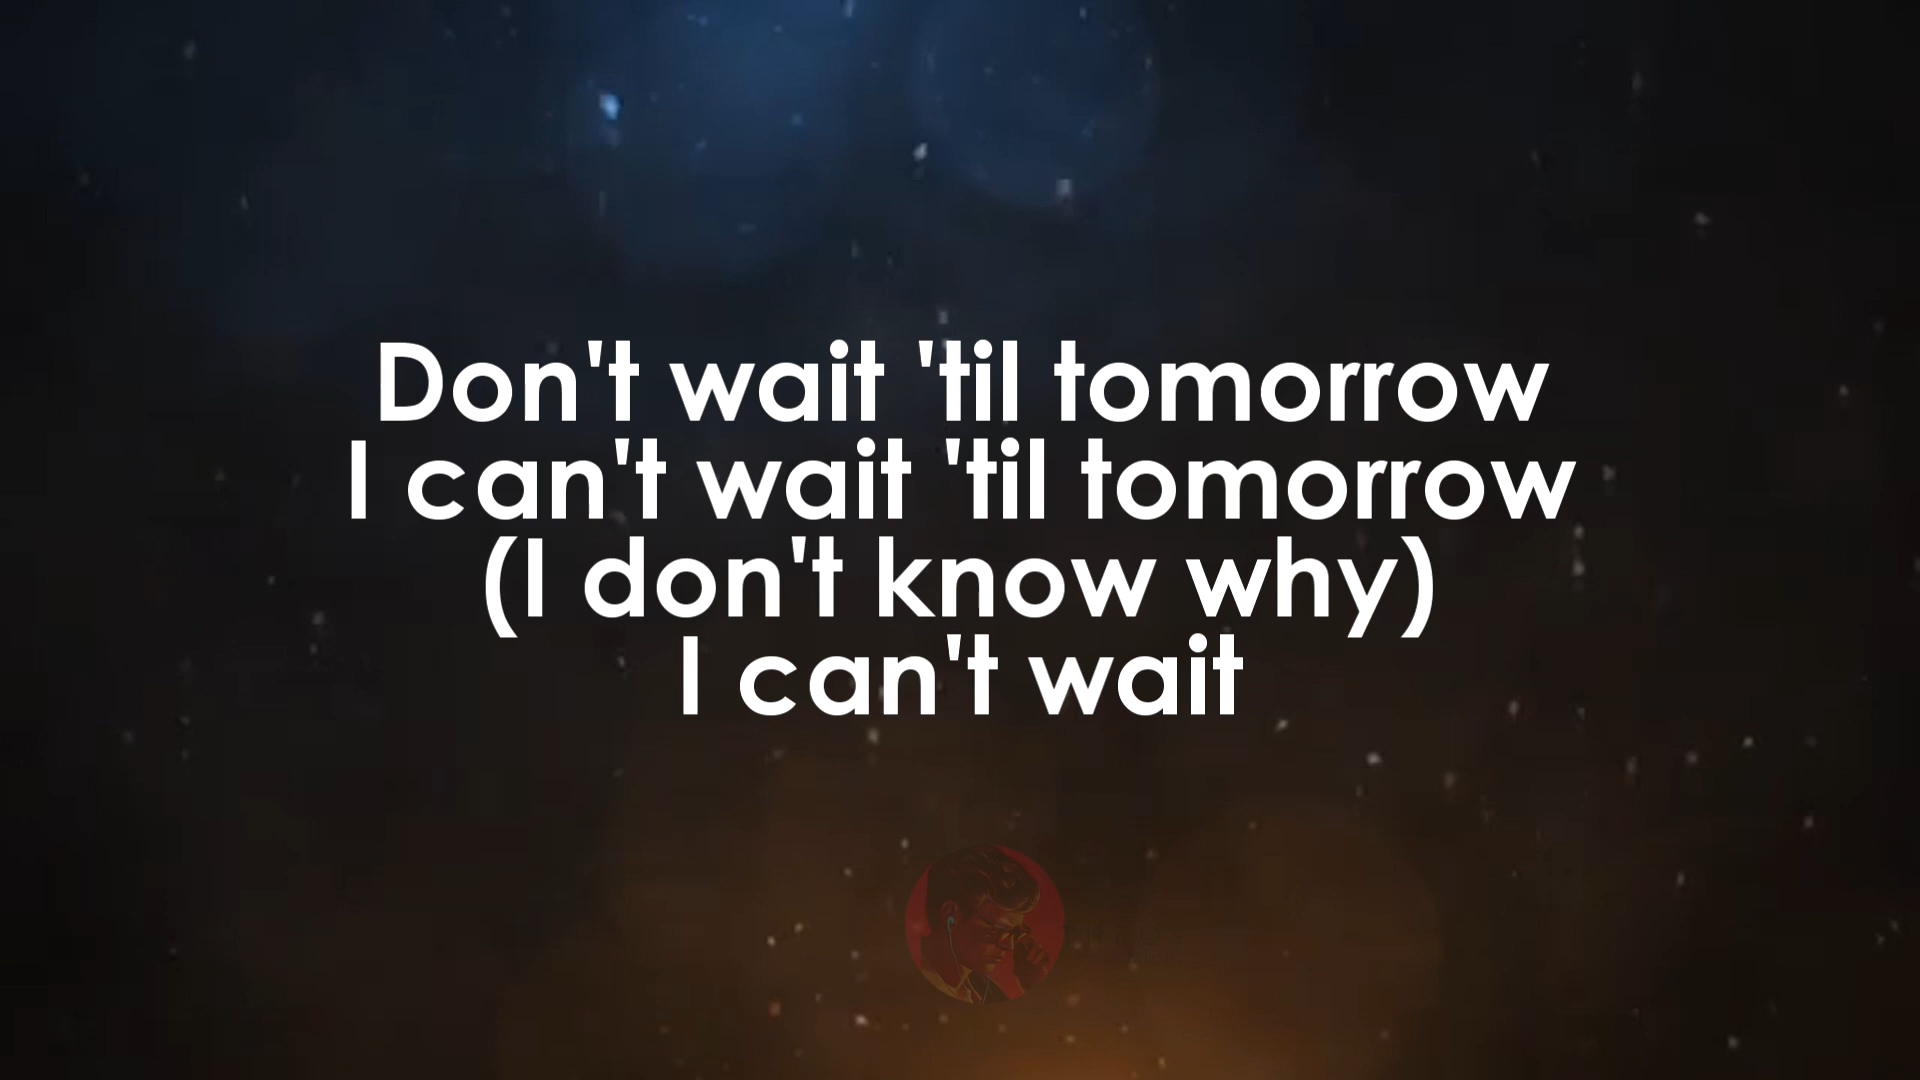 Don't wait 'til tomorrow
I can't wait 'til tomorrow
(I don't know why)
I can't wait